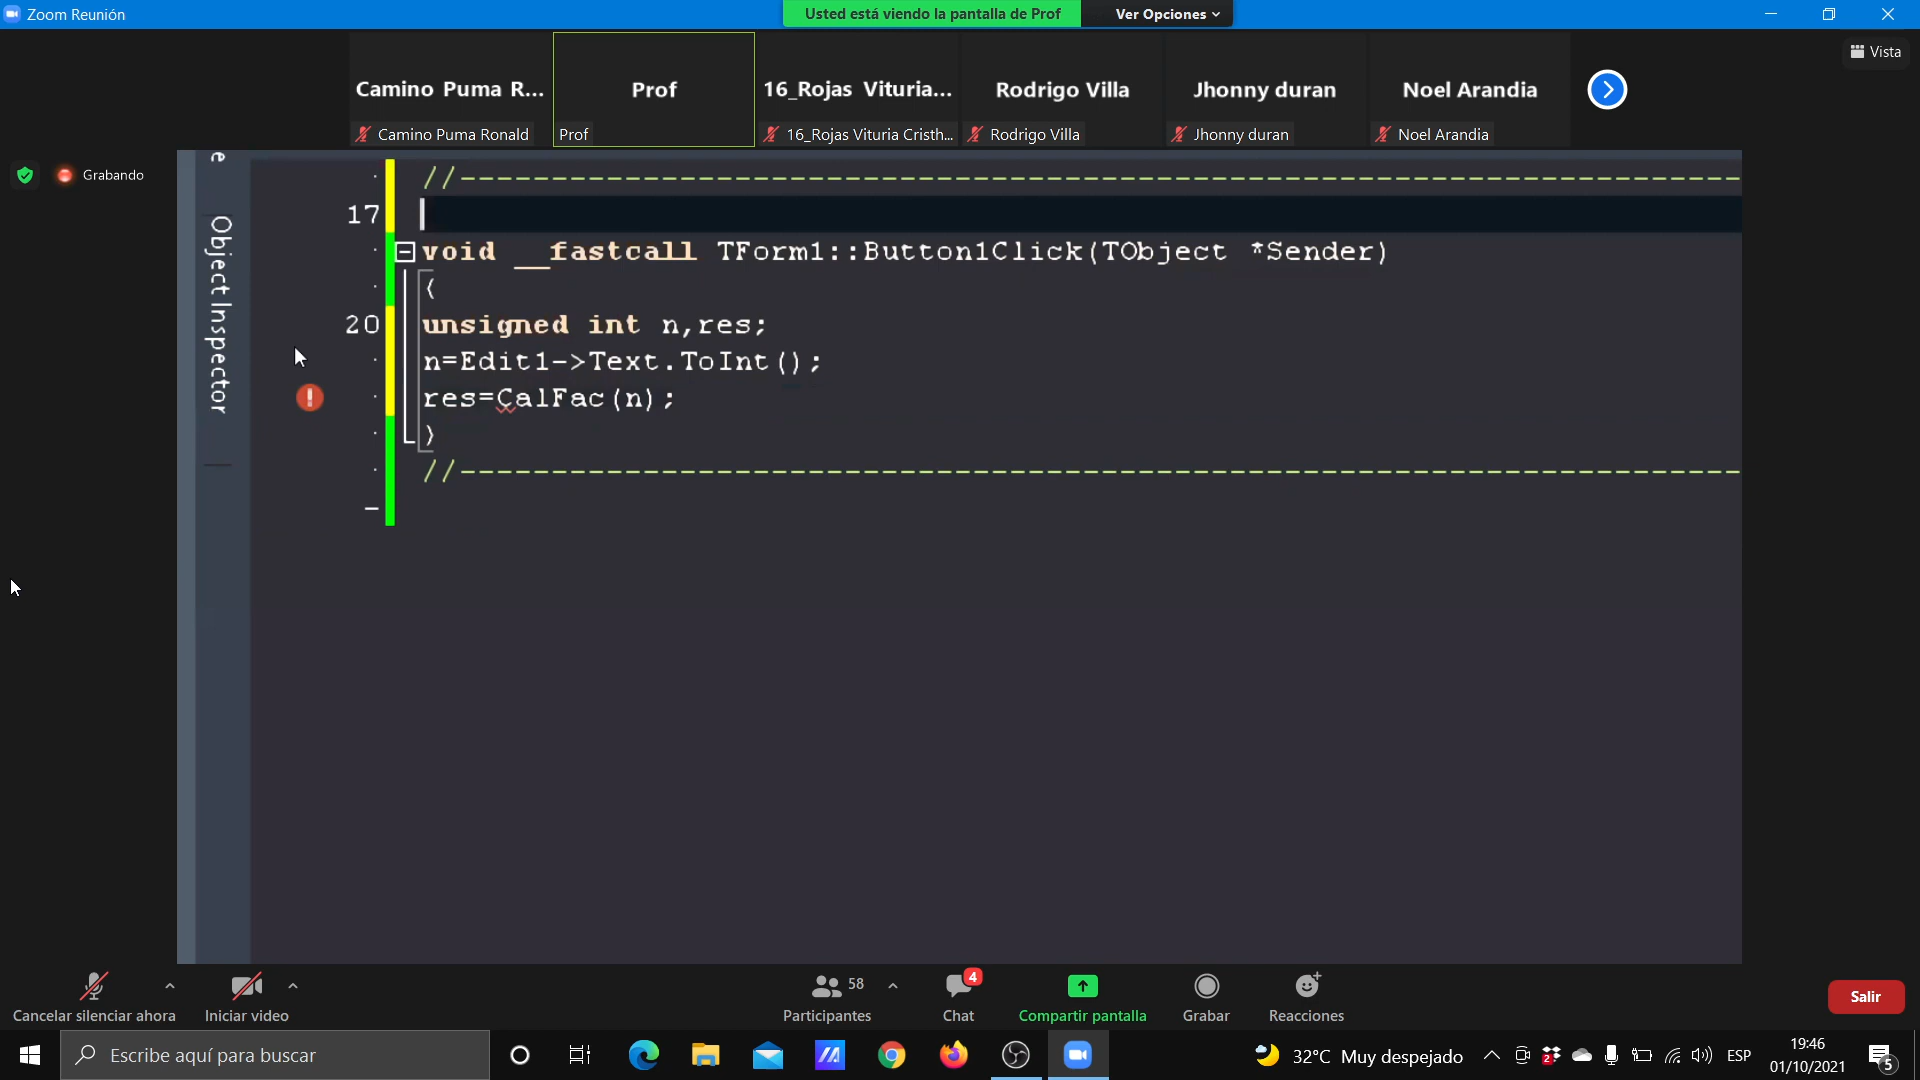 Zoom Reunión
Usted está viendo la pantalla de Prof
Ver Opciones
Vista
Camino Puma R...
Prof
16_Rojas Vituria...
Rodrigo Villa
Jhonny duran
Noel Arandia
Camino Puma Ronald
Prof
16_Rojas Vituria Cristh...
Rodrigo Villa
Jhonny duran
Noel Arandia
Grabando
e
Object Inspector
//----------------------------------------------------------------------
17
void __fastcall TForm1::Button1Click(TObject *Sender)
{
20 unsigned int n,res;
n=Edit1->Text.ToInt();
res=CalFac(n);
}
//----------------------------------------------------------------------
Cancelar silenciar ahora
Iniciar video
58
Participantes
4
Chat
Compartir pantalla
Grabar
Reacciones
Salir
Escribe aquí para buscar
32°C Muy despejado
2
ESP
19:46
01/10/2021
5